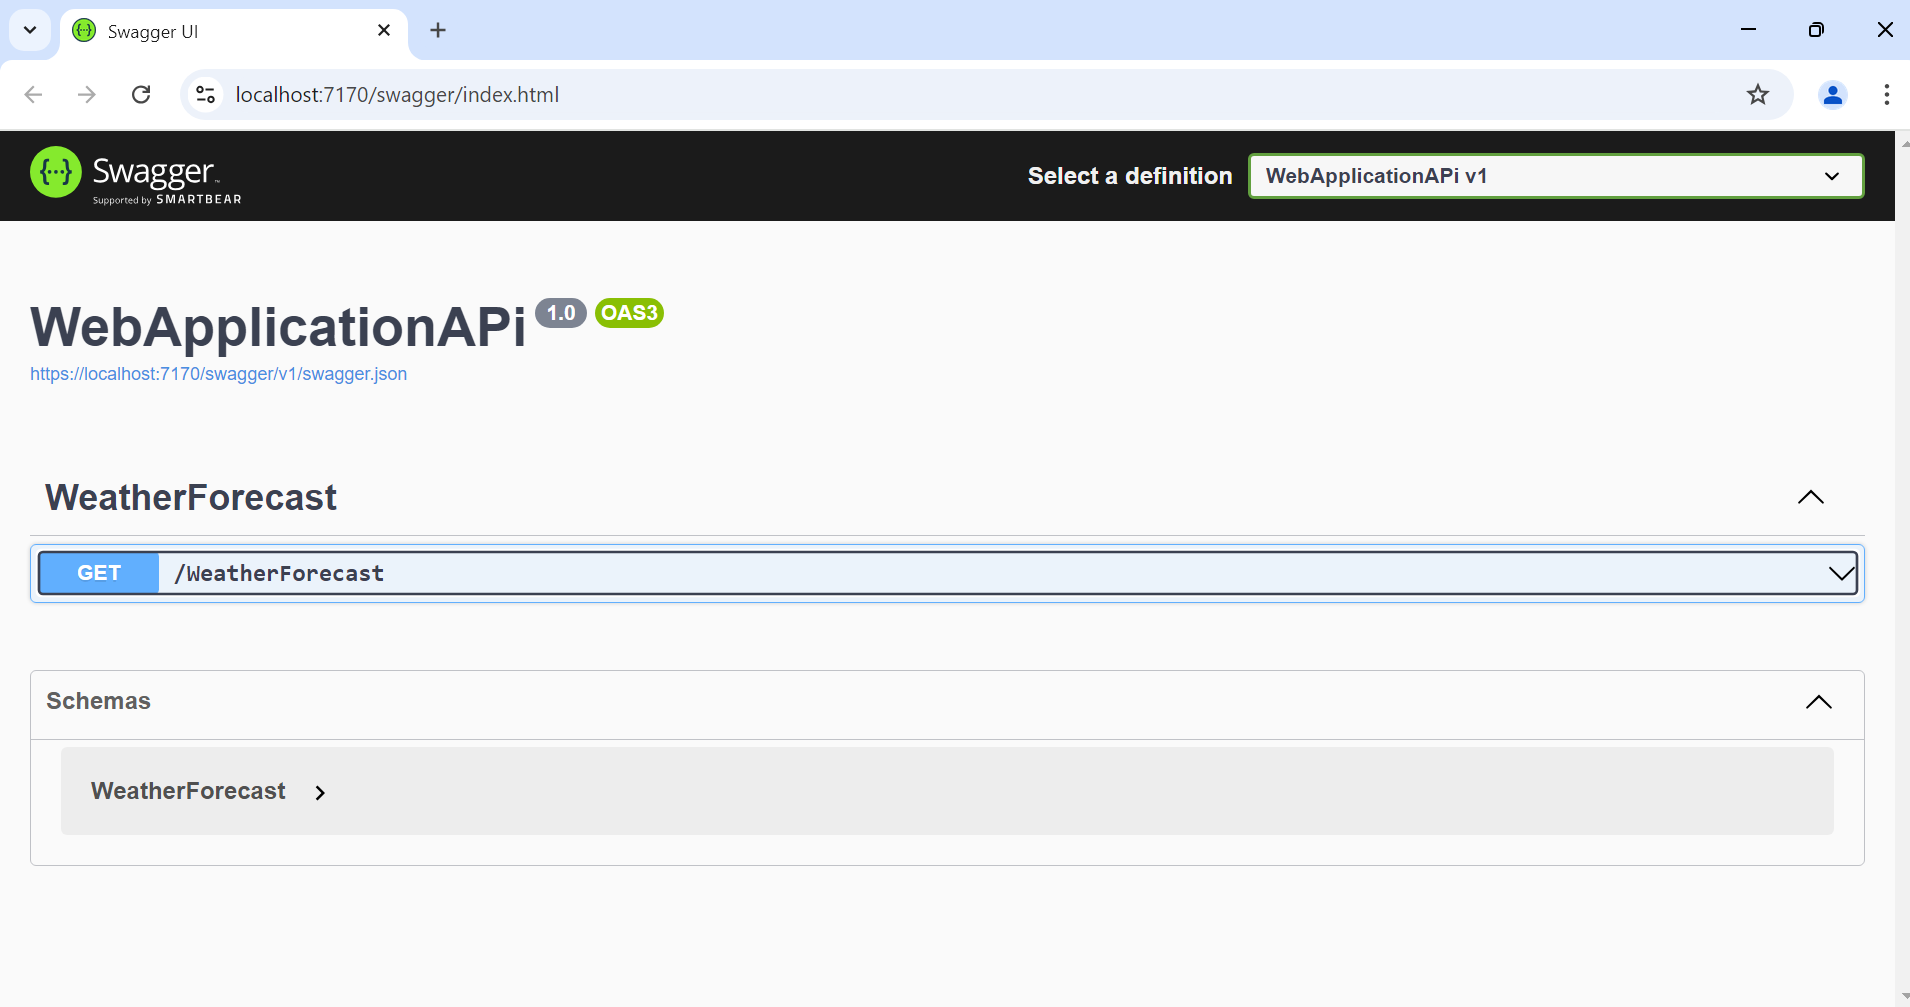 Swagger UI
localhost:7170/swagger/index.html
Swagger
Supported by SMARTBEAR
Select a definition
WebApplicationAPi v1
WebApplicationAPi 1.0 OAS3
https://localhost:7170/swagger/v1/swagger.json
WeatherForecast
GET /WeatherForecast
Schemas
WeatherForecast